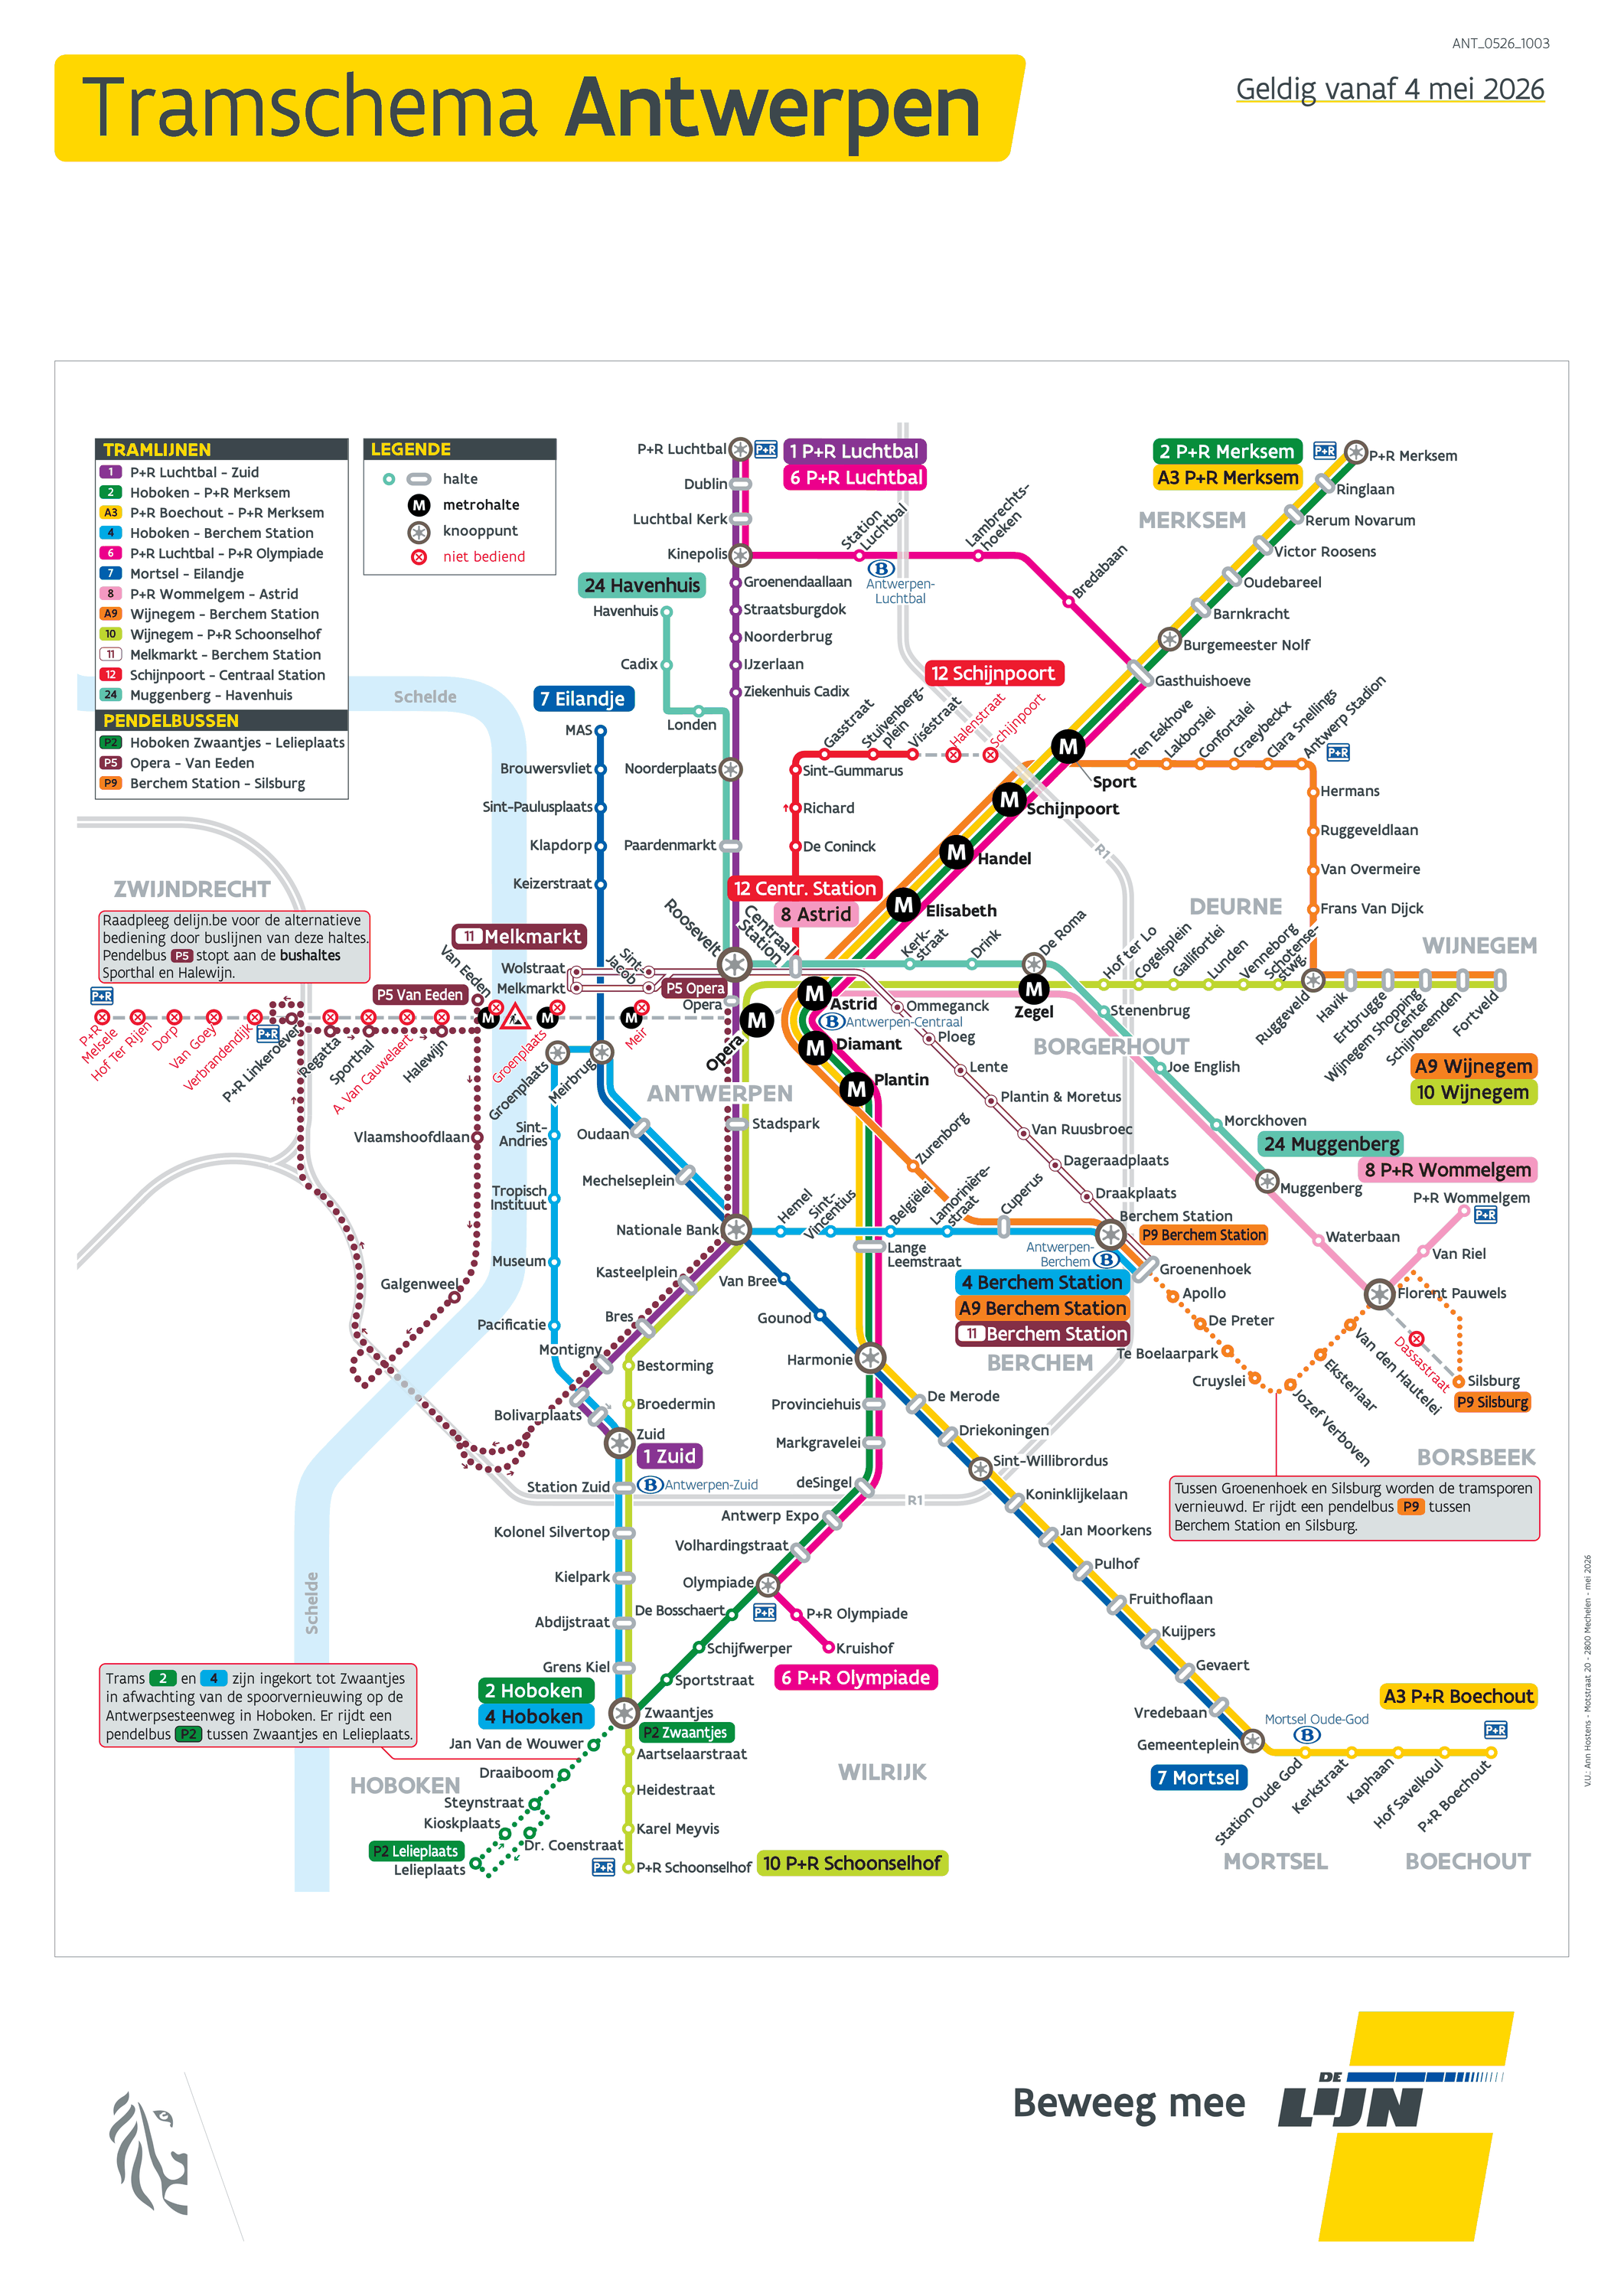 ANT_0526_1003
Tramschema Antwerpen
Geldig vanaf 4 mei 2026
TRAMLIJNEN
1 P+R Luchtbal - Zuid
2 Hoboken - P+R Merksem
A3 P+R Boechout - P+R Merksem
4 Hoboken - Berchem Station
6 P+R Luchtbal - P+R Olympiade
7 Mortsel - Eilandje
8 P+R Wommelgem - Astrid
A9 Wijnegem - Berchem Station
10 Wijnegem - P+R Schoonselhof
11 Melkmarkt - Berchem Station
12 Schijnpoort - Centraal Station
24 Muggenberg - Havenhuis
PENDELBUSSEN
P2 Hoboken Zwaantjes - Lelieplaats
P5 Opera - Van Eeden
P9 Berchem Station - Silsburg
LEGENDE
halte
M metrohalte
knooppunt
niet bediend
P+R Luchtbal
P+R
1 P+R Luchtbal
6 P+R Luchtbal
Dublin
Luchtbal Kerk
Kinepolis
Station
Luchtbal
Lambrechts-
hoeken
B
Antwerpen-
Luchtbal
Bredabaan
2 P+R Merksem
A3 P+R Merksem
P+R
P+R Merksem
Ringlaan
MERKSEM
Rerum Novarum
Victor Roosens
Oudebareel
Barnkracht
Burgemeester Nolf
Gasthuishoeve
24 Havenhuis
Havenhuis
Cadix
Londen
Groenendaallaan
Straatsburgdok
Noorderbrug
IJzerlaan
Ziekenhuis Cadix
Noorderplaats
Paardenmarkt
Schelde
7 Eilandje
MAS
Brouwersvliet
Sint-Paulusplaats
Klapdorp
Keizerstraat
12 Schijnpoort
Gasstraat
Stuivenberg-
plein
Viséstraat
Halenstraat
Schijnpoort
Sint-Gummarus
Richard
De Coninck
12 Centr. Station
8 Astrid
M
Sport
M
Schijnpoort
M
Handel
M
Elisabeth
R1
Ten Eekhove
Lakborslei
Confortalei
Craeybeckx
Clara Snellings
Antwerp Stadion
P+R
Hermans
Ruggeveldlaan
Van Overmeire
Frans Van Dijck
DEURNE
WIJNEGEM
ZWIJNDRECHT
Raadpleeg delijn.be voor de alternatieve
bediening door buslijnen van deze haltes.
Pendelbus P5 stopt aan de bushaltes
Sporthal en Halewijn.
11 Melkmarkt
Van Eeden
Wolstraat
Melkmarkt
Sint-
Jacob
P5 Opera
P5 Van Eeden
Roosevelt
Centraal
Station
Opera
M
Opera
P+R
P+R
Melsele
Hof Ter Rijen
Dorp
Van Goey
Verbrandendijk
P+R
P+R Linkeroever
Regatta
Sporthal
A. Van Cauwelaert
Halewijn
M
M
Groenplaats
M
Meir
Groenplaats
Meirbrug
Kerk-
straat
Drink
De Roma
M
Zegel
M
Astrid
B Antwerpen-Centraal
M
Diamant
M
Plantin
Ommeganck
Ploeg
Lente
Plantin & Moretus
Van Ruusbroec
Dageraadplaats
Draakplaats
Hof ter Lo
Cogelsplein
Gallifortlei
Lunden
Venneborg
Schotense-
stwg.
Ruggeveld
Havik
Ertbrugge
Wijnegem Shopping
Center
Schijnbeemden
Fortveld
A9 Wijnegem
10 Wijnegem
Stenenbrug
BORGERHOUT
Joe English
Morckhoven
24 Muggenberg
8 P+R Wommelgem
Muggenberg
P+R Wommelgem
P+R
Waterbaan
Van Riel
Florent Pauwels
Dassastraat
Silsburg
P9 Silsburg
ANTWERPEN
Vlaamshoofdlaan
Galgenweel
Sint-
Andries
Tropisch
Instituut
Museum
Pacificatie
Oudaan
Mechelseplein
Stadspark
Nationale Bank
Hemel
Sint-
Vincentius
Belgiëlei
Lamorinière-
straat
Zurenborg
Cuperus
Berchem Station
P9 Berchem Station
Antwerpen-
Berchem B
4 Berchem Station
A9 Berchem Station
11 Berchem Station
BERCHEM
Groenenhoek
Apollo
De Preter
Te Boelaarpark
Cruyslei
Jozef Verboven
Eksterlaar
Van den Hautelei
BORSBEEK
Tussen Groenenhoek en Silsburg worden de tramsporen
vernieuwd. Er rijdt een pendelbus P9 tussen
Berchem Station en Silsburg.
Lange
Leemstraat
Kasteelplein
Bres
Montigny
Bolivarplaats
Van Bree
Gounod
Harmonie
Bestorming
Broedermin
Zuid
1 Zuid
Station Zuid
B Antwerpen-Zuid
Kolonel Silvertop
Kielpark
Abdijstraat
Grens Kiel
Provinciehuis
Markgravelei
deSingel
R1
Antwerp Expo
Volhardingstraat
Olympiade
P+R
P+R Olympiade
Kruishof
6 P+R Olympiade
De Bosschaert
Schijfwerper
Sportstraat
De Merode
Driekoningen
Sint-Willibrordus
Koninklijkelaan
Jan Moorkens
Pulhof
Fruithoflaan
Kuijpers
Gevaert
Vredebaan
Gemeenteplein
7 Mortsel
Mortsel Oude-God
B
A3 P+R Boechout
P+R
Station Oude God
Kerkstraat
Kaphaan
Hof Savelkoul
P+R Boechout
MORTSEL
BOECHOUT
Schelde
Trams 2 en 4 zijn ingekort tot Zwaantjes
in afwachting van de spoorvernieuwing op de
Antwerpsesteenweg in Hoboken. Er rijdt een
pendelbus P2 tussen Zwaantjes en Lelieplaats.
2 Hoboken
4 Hoboken
Zwaantjes
P2 Zwaantjes
Jan Van de Wouwer
Draaiboom
Steynstraat
Kioskplaats
Dr. Coenstraat
P2 Lelieplaats
Lelieplaats
HOBOKEN
WILRIJK
Aartselaarstraat
Heidestraat
Karel Meyvis
P+R
P+R Schoonselhof
10 P+R Schoonselhof
V.U.: Ann Hostens - Motstraat 20 - 2800 Mechelen - mei 2026
Beweeg mee
DE
LIJN